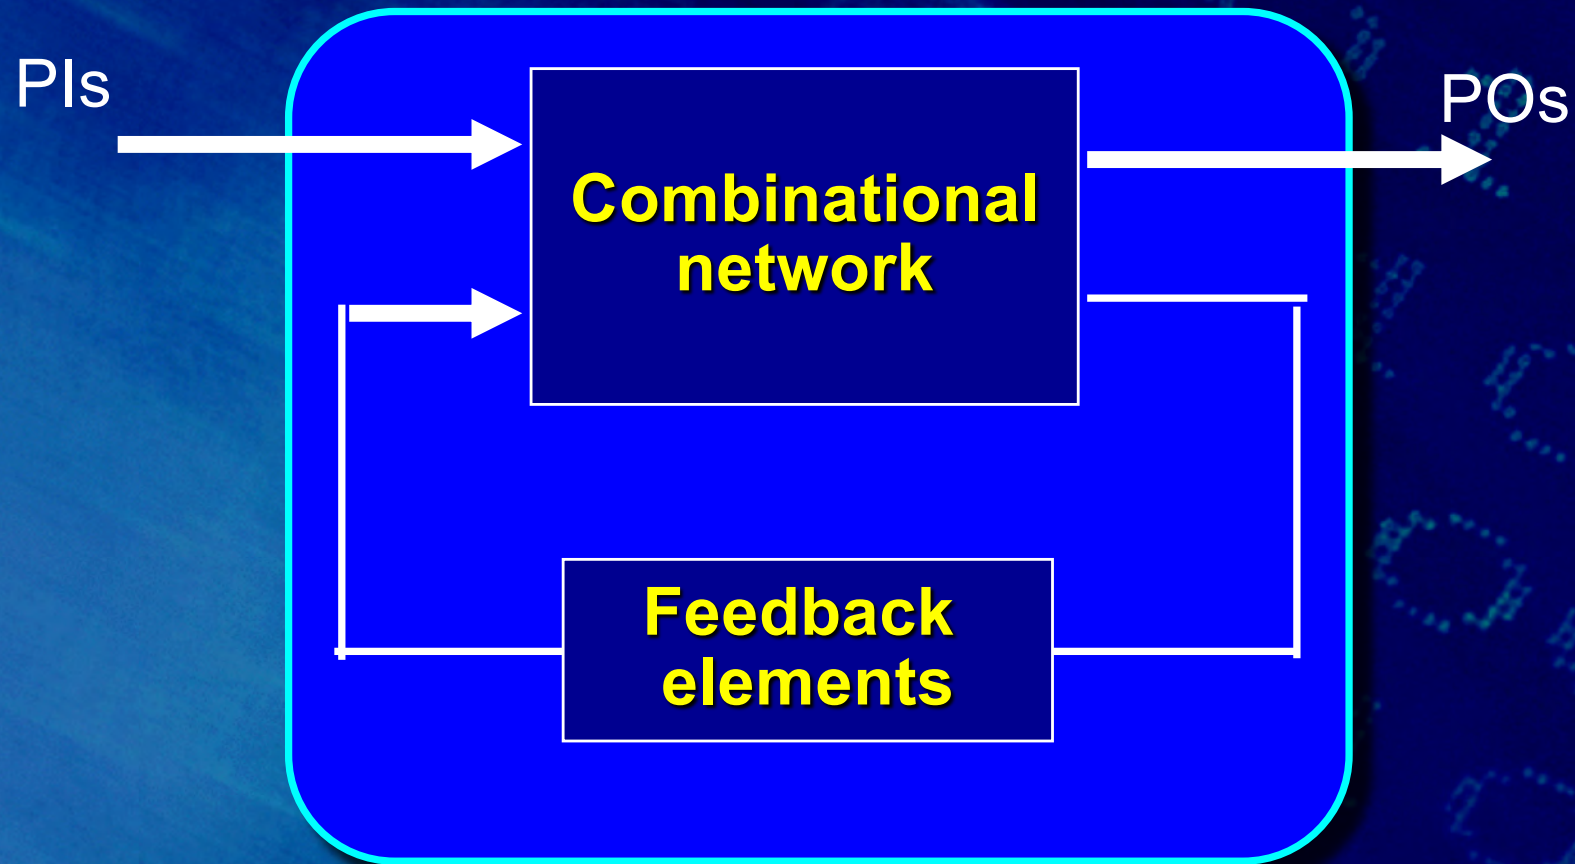 PIs
POs
Combinational
network
Feedback
elements